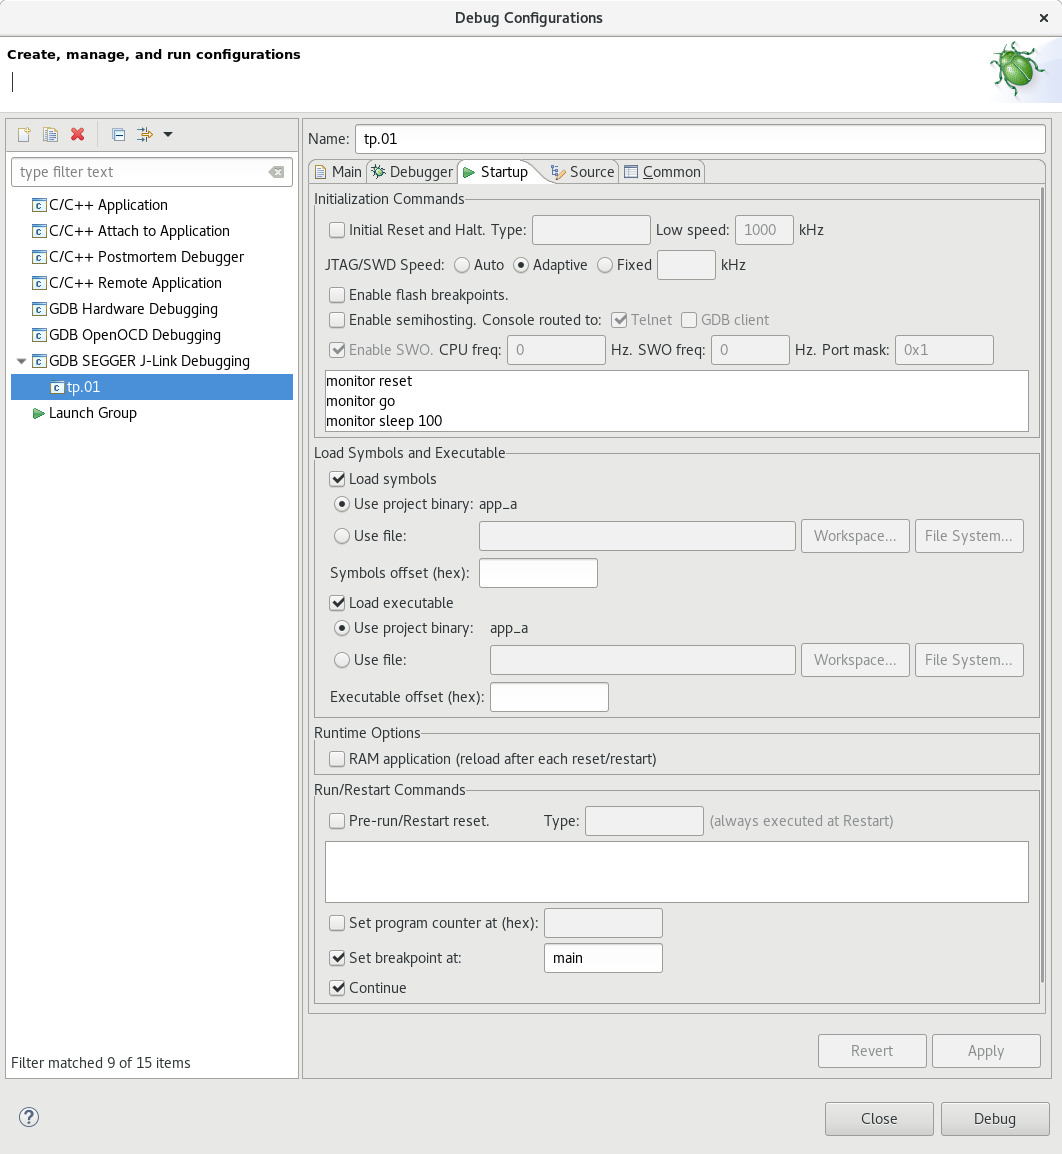 Debug Configurations
Create, manage, and run configurations
type filter text
C/C++ Application
C/C++ Attach to Application
C/C++ Postmortem Debugger
C/C++ Remote Application
GDB Hardware Debugging
GDB OpenOCD Debugging
GDB SEGGER J-Link Debugging
tp.01
Launch Group
Filter matched 9 of 15 items
Name: tp.01
Main Debugger Startup Source Common
Initialization Commands
Initial Reset and Halt. Type: Low speed: 1000 kHz
JTAG/SWD Speed: Auto Adaptive Fixed kHz
Enable flash breakpoints.
Enable semihosting. Console routed to: Telnet GDB client
Enable SWO. CPU freq: 0 Hz. SWO freq: 0 Hz. Port mask: 0x1
monitor reset
monitor go
monitor sleep 100
Load Symbols and Executable
Load symbols
Use project binary: app_a
Use file: Workspace... File System...
Symbols offset (hex):
Load executable
Use project binary: app_a
Use file: Workspace... File System...
Executable offset (hex):
Runtime Options
RAM application (reload after each reset/restart)
Run/Restart Commands
Pre-run/Restart reset. Type: (always executed at Restart)
Set program counter at (hex):
Set breakpoint at: main
Continue
Revert Apply
Close Debug